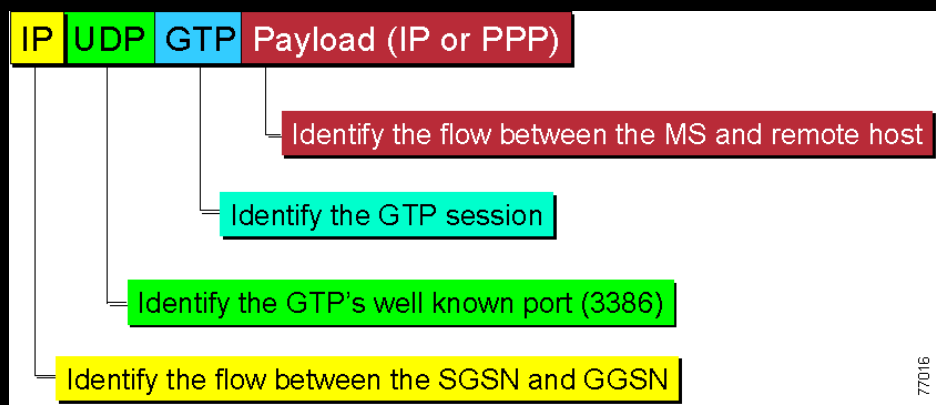 IP UDP GTP Payload (IP or PPP)
Identify the flow between the MS and remote host
Identify the GTP session
Identify the GTP's well known port (3386)
Identify the flow between the SGSN and GGSN
77016